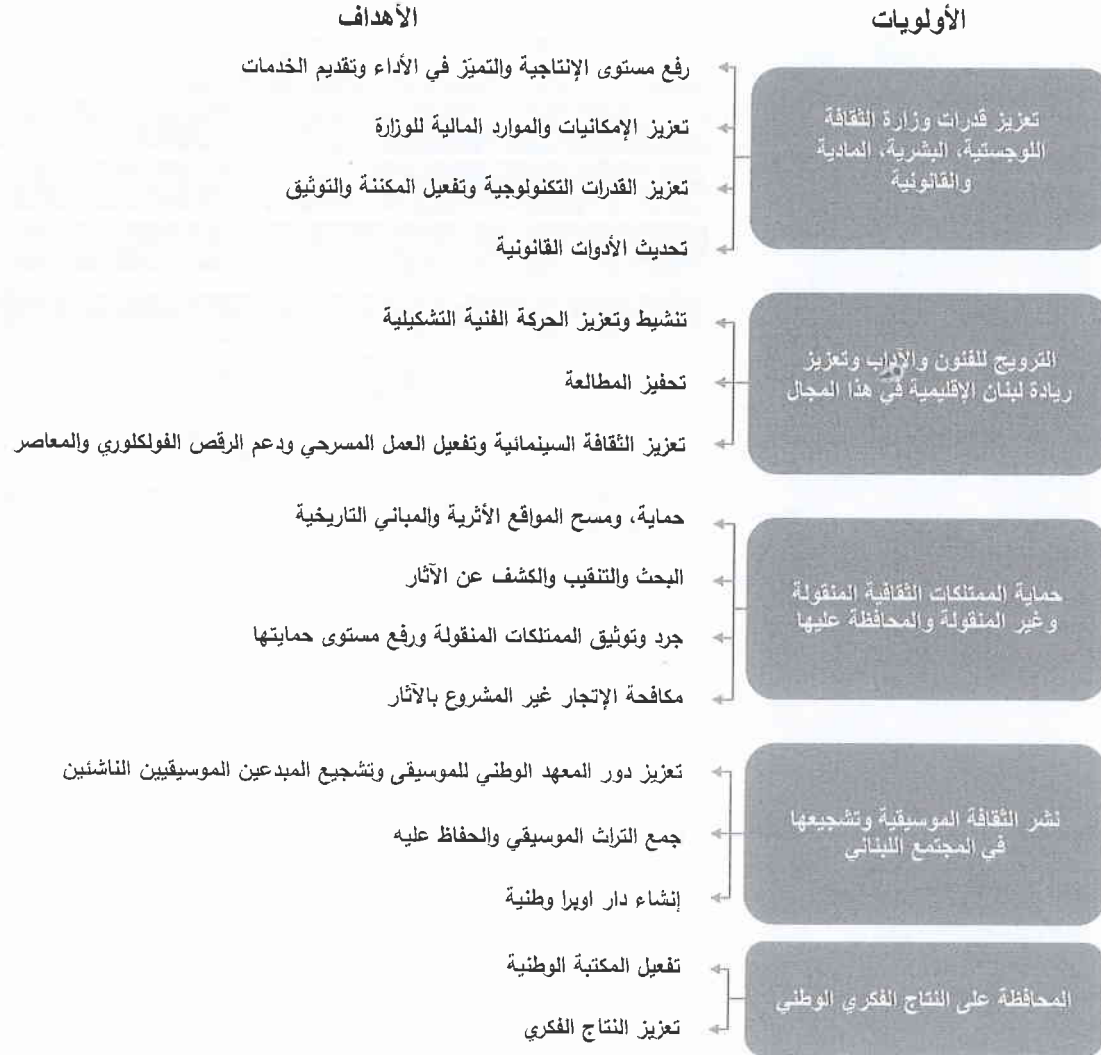 الأولويات
الأهداف
تعزيز قدرات وزارة الثقافة
اللوجستية، البشرية، المادية
والقانونية
رفع مستوى الإنتاجية والتميّز في الأداء وتقديم الخدمات
تعزيز الإمكانيات والموارد المالية للوزارة
تعزيز القدرات التكنولوجية وتفعيل المكننة والتوثيق
تحديث الأدوات القانونية
الترويج للفنون والآداب وتعزيز
ريادة لبنان الإقليمية في هذا المجال
تنشيط وتعزيز الحركة الفنية التشكيلية
تحفيز المطالعة
تعزيز الثقافة السينمائية وتفعيل العمل المسرحي ودعم الرقص الفولكلوري والمعاصر
حماية الممتلكات الثقافية المنقولة
وغير المنقولة والمحافظة عليها
حماية، ومسح المواقع الأثرية والمباني التاريخية
البحث والتنقيب والكشف عن الآثار
جرد وتوثيق الممتلكات المنقولة ورفع مستوى حمايتها
مكافحة الإتجار غير المشروع بالآثار
نشر الثقافة الموسيقية وتشجيعها
في المجتمع اللبناني
تعزيز دور المعهد الوطني للموسيقى وتشجيع المبدعين الموسيقيين الناشئين
جمع التراث الموسيقي والحفاظ عليه
إنشاء دار اوبرا وطنية
المحافظة على النتاج الفكري الوطني
تفعيل المكتبة الوطنية
تعزيز النتاج الفكري